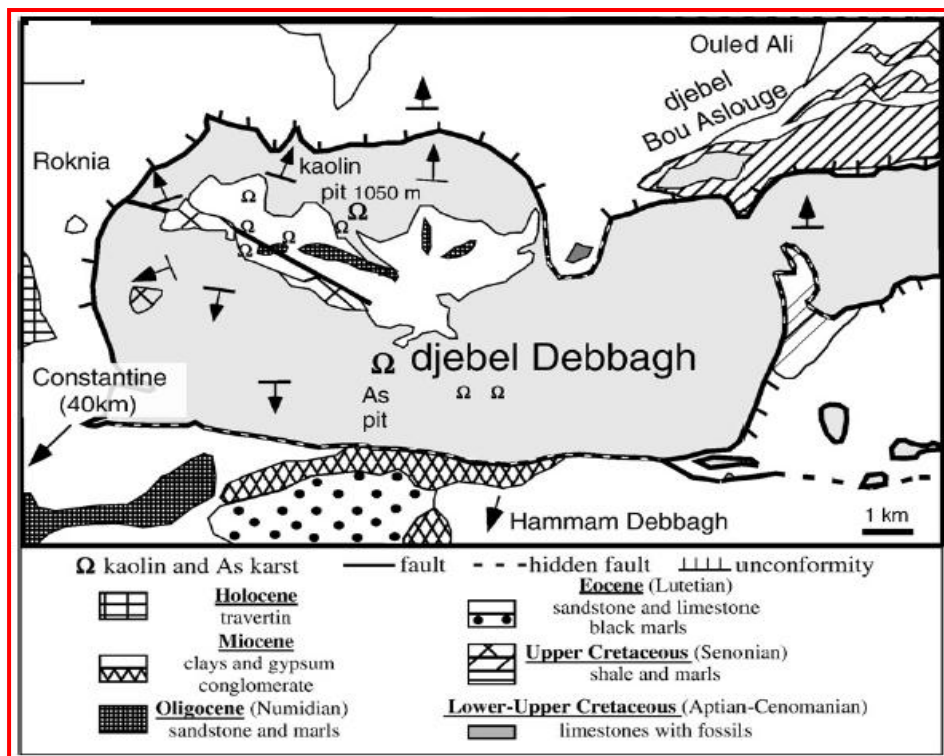 Ouled Ali
djebel
Bou Aslouge
Roknia
kaolin
pit 1050 m
Ω
Ω
Ω
Ω
Ω
Ω
Constantine
(40km)
Ω djebel Debbagh
As
pit
Ω Ω
Hammam Debbagh
1 km
Ω kaolin and As karst
fault
hidden fault
unconformity
Holocene
travertin
Miocene
clays and gypsum
conglomerate
Oligocene (Numidian)
sandstone and marls
Eocene (Lutetian)
sandstone and limestone
black marls
Upper Cretaceous (Senonian)
shale and marls
Lower-Upper Cretaceous (Aptian-Cenomanian)
limestones with fossils